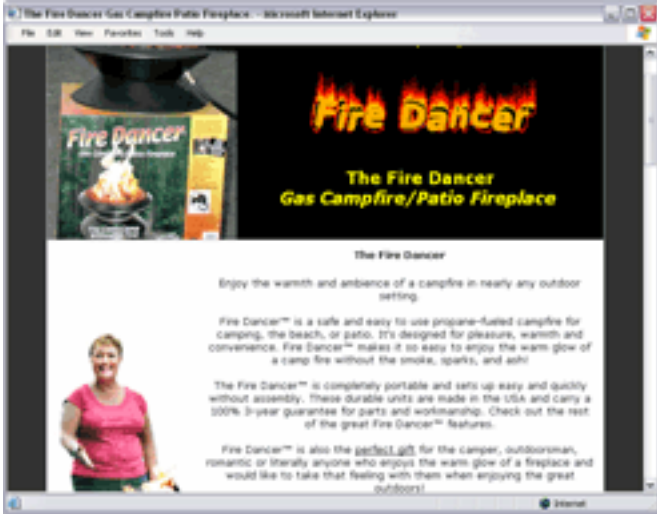 The Fire Dancer Gas Campfire Patio Fireplace. - Microsoft Internet Explorer
File Edit View Favorites Tools Help
Fire Dancer
Fire Dancer
The Fire Dancer
Gas Campfire/Patio Fireplace
The Fire Dancer
Enjoy the warmth and ambience of a campfire in nearly any outdoor
setting.
Fire Dancer™ is a safe and easy to use propane-fueled campfire for
camping, the beach, or patio. It's designed for pleasure, warmth and
convenience. Fire Dancer™ makes it so easy to enjoy the warm glow of
a camp fire without the smoke, sparks, and ash!
The Fire Dancer™ is completely portable and sets up easy and quickly
without assembly. These durable units are made in the USA and carry a
100% 3-year guarantee for parts and workmanship. Check out the rest
of the great Fire Dancer™ features.
Fire Dancer™ is also the perfect gift for the camper, outdoorsman,
romantic or literally anyone who enjoys the warm glow of a fireplace and
would like to take that feeling with them when enjoying the great
outdoors!
Internet